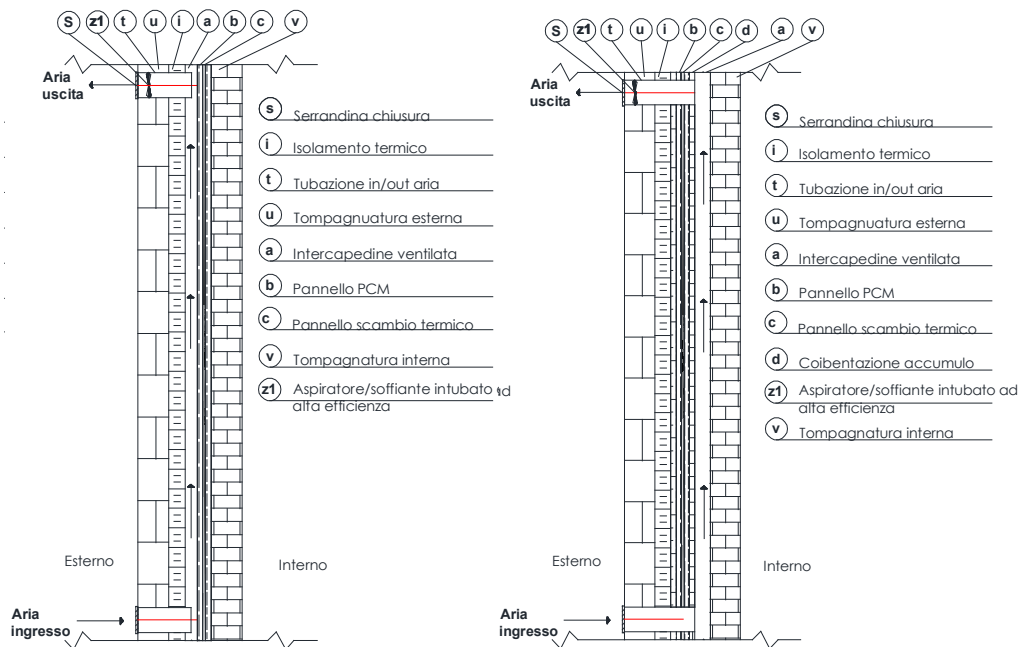 S z1 t u i a b c v
Aria
uscita
s Serrandina chiusura
i Isolamento termico
t Tubazione in/out aria
u Tompagnuatura esterna
a Intercapedine ventilata
b Pannello PCM
c Pannello scambio termico
v Tompagnatura interna
z1 Aspiratore/soffiante intubato ad
alta efficienza
Esterno
Interno
Aria
ingresso
S z1 t u i b c d a v
Aria
uscita
s Serrandina chiusura
i Isolamento termico
t Tubazione in/out aria
u Tompagnuatura esterna
a Intercapedine ventilata
b Pannello PCM
c Pannello scambio termico
d Coibentazione accumulo
z1 Aspiratore/soffiante intubato ad
alta efficienza
v Tompagnatura interna
Esterno
Interno
Aria
ingresso